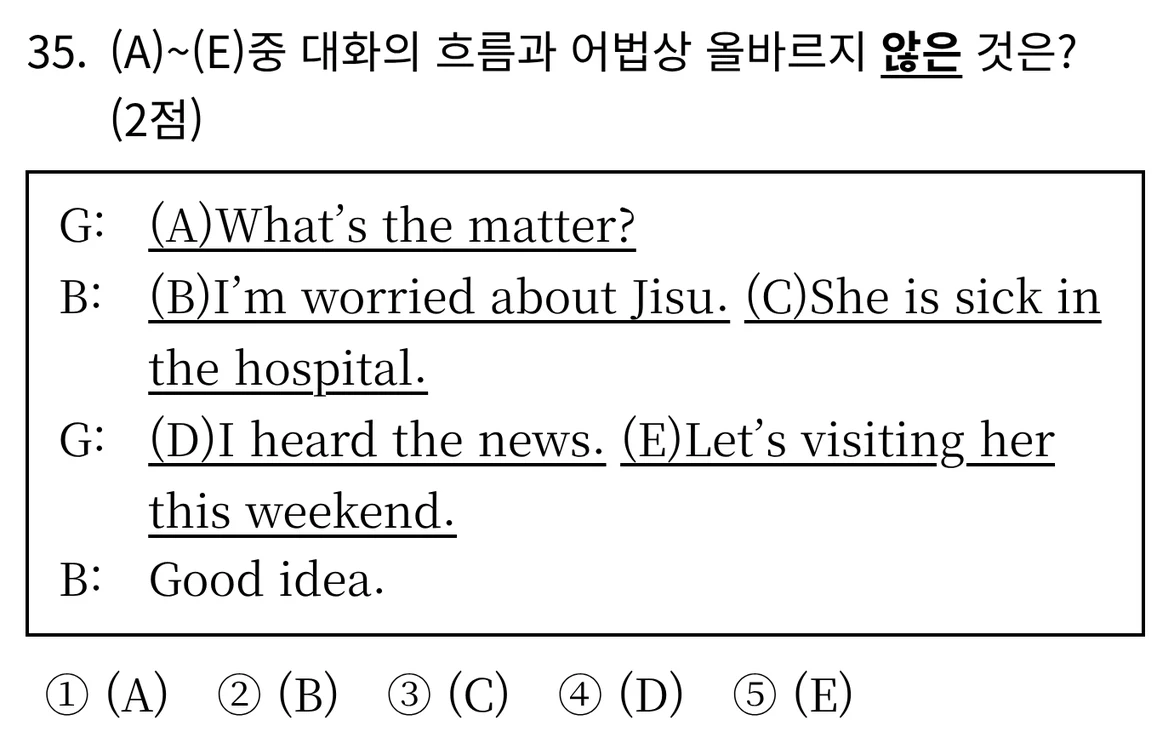 35. (A)~(E)중 대화의 흐름과 어법상 올바르지 않은 것은?
(2점)
G: (A)What's the matter?
B: (B)I'm worried about Jisu. (C)She is sick in
the hospital.
G: (D)I heard the news. (E)Let's visiting her
this weekend.
B: Good idea.
① (A) ② (B) ③ (C) ④ (D) ⑤ (E)